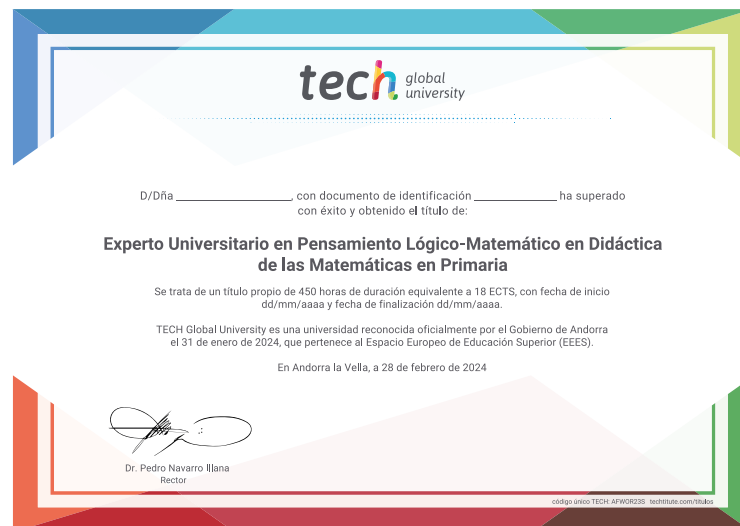 tech global university
D/Dña ____________________, con documento de identificación ______________ ha superado
con éxito y obtenido el título de:
Experto Universitario en Pensamiento Lógico-Matemático en Didáctica
de las Matemáticas en Primaria
Se trata de un título propio de 450 horas de duración equivalente a 18 ECTS, con fecha de inicio
dd/mm/aaaa y fecha de finalización dd/mm/aaaa.
TECH Global University es una universidad reconocida oficialmente por el Gobierno de Andorra
el 31 de enero de 2024, que pertenece al Espacio Europeo de Educación Superior (EEES).
En Andorra la Vella, a 28 de febrero de 2024
Dr. Pedro Navarro Illana
Rector
código único TECH: AFWOR23S techtitute.com/titulos